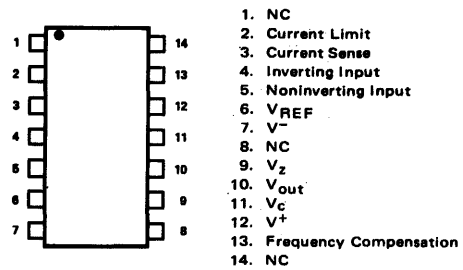 1
2
3
4
5
6
7
14
13
12
11
10
9
8
1. NC
2. Current Limit
3. Current Sense
4. Inverting Input
5. Noninverting Input
6. VREF
7. V−
8. NC
9. Vz
10. Vout
11. Vc
12. V+
13. Frequency Compensation
14. NC